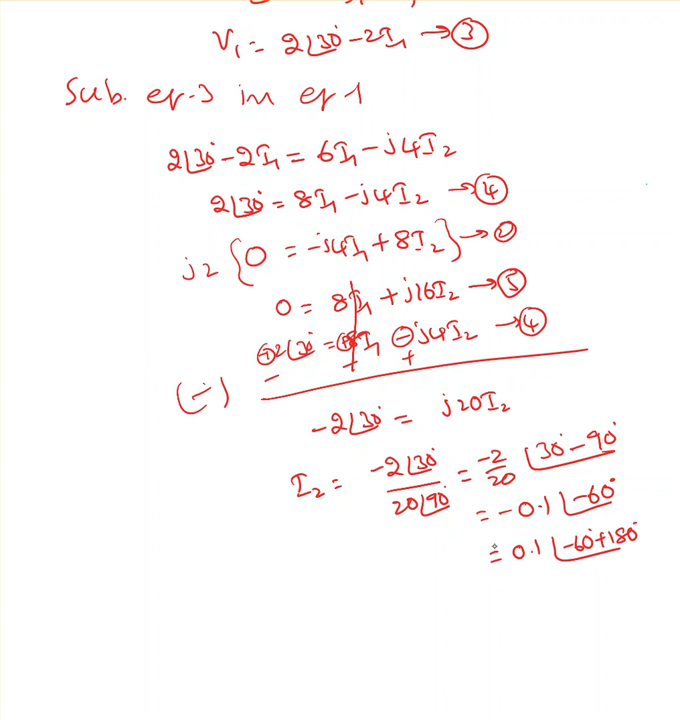 V₁ = 2∠30° - 2I₁ → ③
Sub. eq.3 in eq 1
2∠30° - 2I₁ = 6I₁ - j4I₂
2∠30° = 8I₁ - j4I₂ → ④
j2 { 0 = -j4I₁ + 8I₂ } → ②
0 = 8I₁ + j16I₂ → ⑤
2∠30° = 8I₁ ⊖ j4I₂ → ④
(-) - + +
-2∠30° = j20I₂
I₂ = -2∠30° / 20∠90° = -2/20 ∠30° - 90°
= -0.1 ∠-60°
= 0.1 ∠-60° + 180°